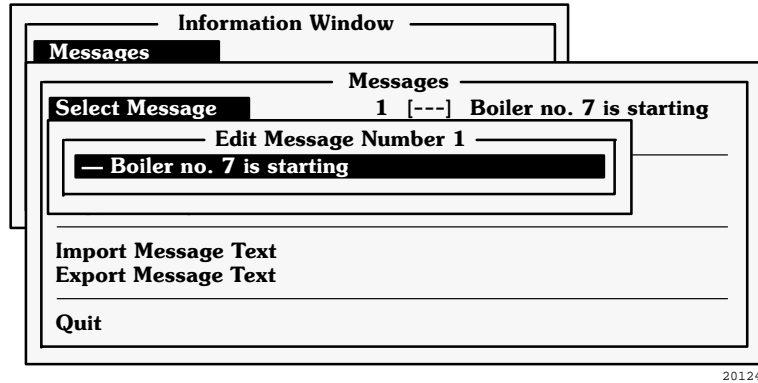 Information Window
Messages
Messages
Select Message 1 [---] Boiler no. 7 is starting
Edit Message Number 1
— Boiler no. 7 is starting
Import Message Text
Export Message Text
Quit
20124